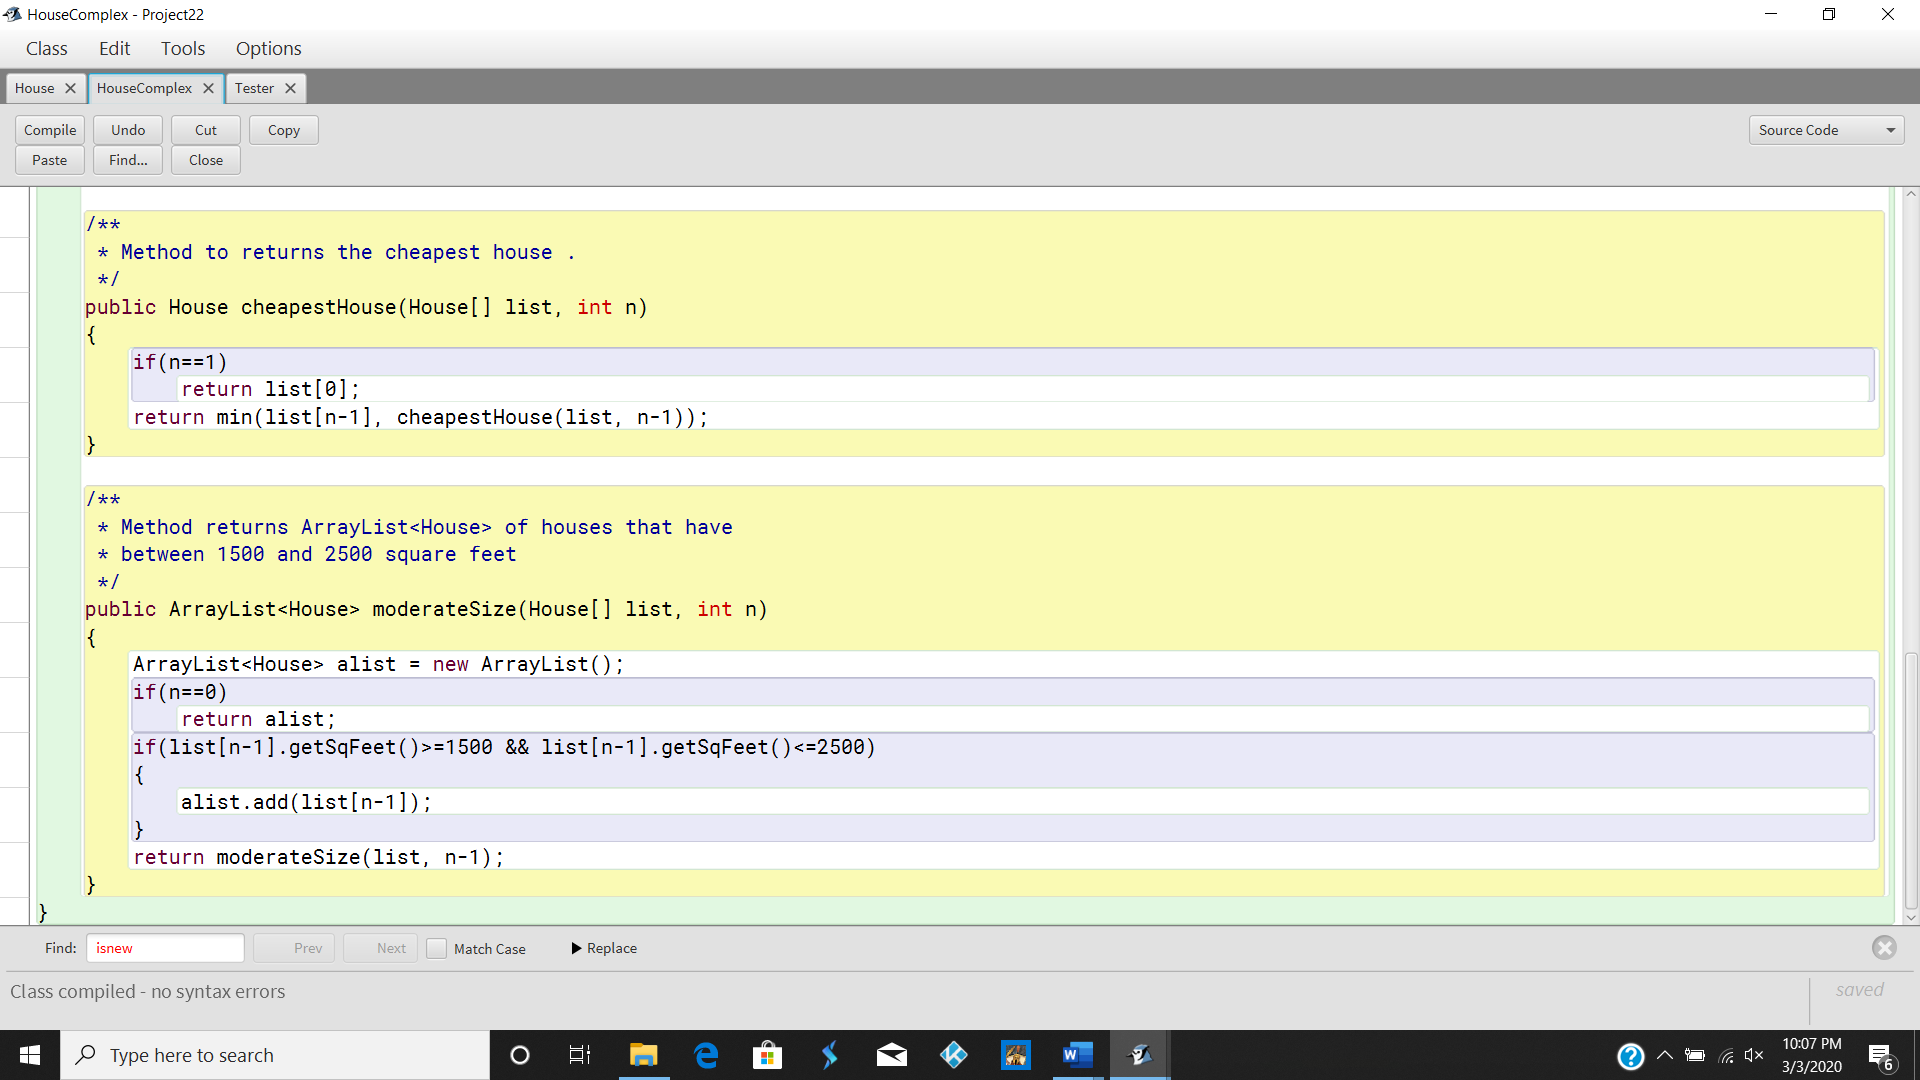 HouseComplex - Project22
Class Edit Tools Options
House HouseComplex Tester
Compile Undo Cut Copy
Paste Find... Close
Source Code
/**
* Method to returns the cheapest house .
*/
public House cheapestHouse(House[] list, int n)
{
if(n==1)
return list[0];
return min(list[n-1], cheapestHouse(list, n-1));
}
/**
* Method returns ArrayList<House> of houses that have
* between 1500 and 2500 square feet
*/
public ArrayList<House> moderateSize(House[] list, int n)
{
ArrayList<House> alist = new ArrayList();
if(n==0)
return alist;
if(list[n-1].getSqFeet()>=1500 && list[n-1].getSqFeet()<=2500)
{
alist.add(list[n-1]);
}
return moderateSize(list, n-1);
}
}
Find: isnew Prev Next Match Case Replace
Class compiled - no syntax errors
saved
Type here to search
10:07 PM
3/3/2020
6